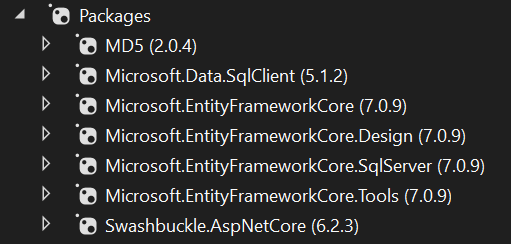 Packages
MD5 (2.0.4)
Microsoft.Data.SqlClient (5.1.2)
Microsoft.EntityFrameworkCore (7.0.9)
Microsoft.EntityFrameworkCore.Design (7.0.9)
Microsoft.EntityFrameworkCore.SqlServer (7.0.9)
Microsoft.EntityFrameworkCore.Tools (7.0.9)
Swashbuckle.AspNetCore (6.2.3)